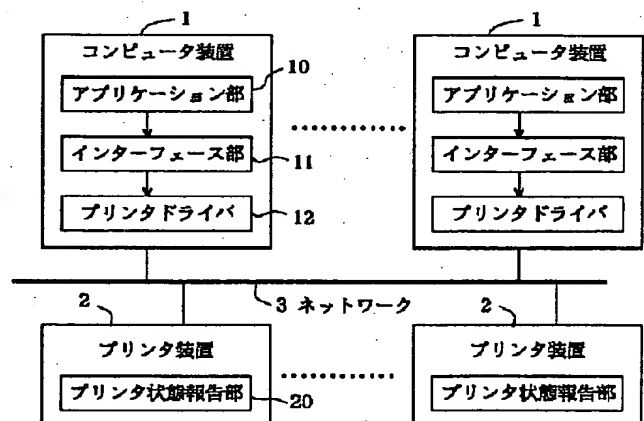 1 1
コンピュータ装置 コンピュータ装置
アプリケーション部 10 アプリケーション部
インターフェース部 11 インターフェース部
プリンタドライバ 12 プリンタドライバ
3 ネットワーク
2 2
プリンタ装置 プリンタ装置
プリンタ状態報告部 20 プリンタ状態報告部